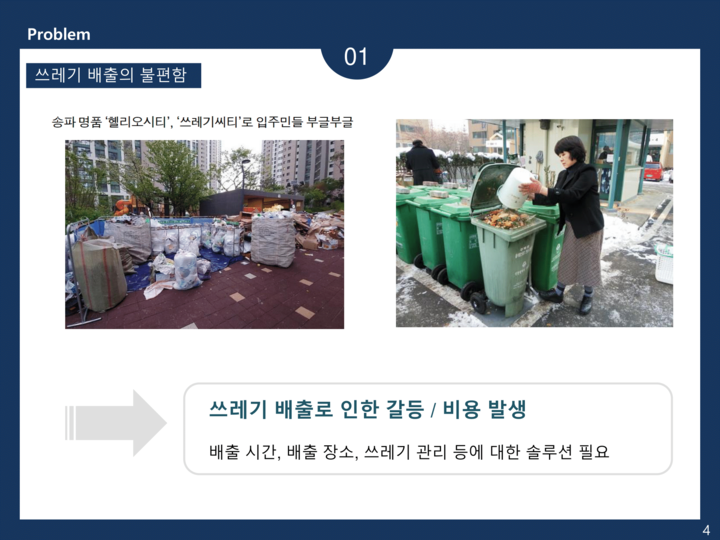 Problem
01
쓰레기 배출의 불편함
송파 명품 ‘헬리오시티’, ‘쓰레기씨티’로 입주민들 부글부글
쓰레기 배출로 인한 갈등 / 비용 발생
배출 시간, 배출 장소, 쓰레기 관리 등에 대한 솔루션 필요
4